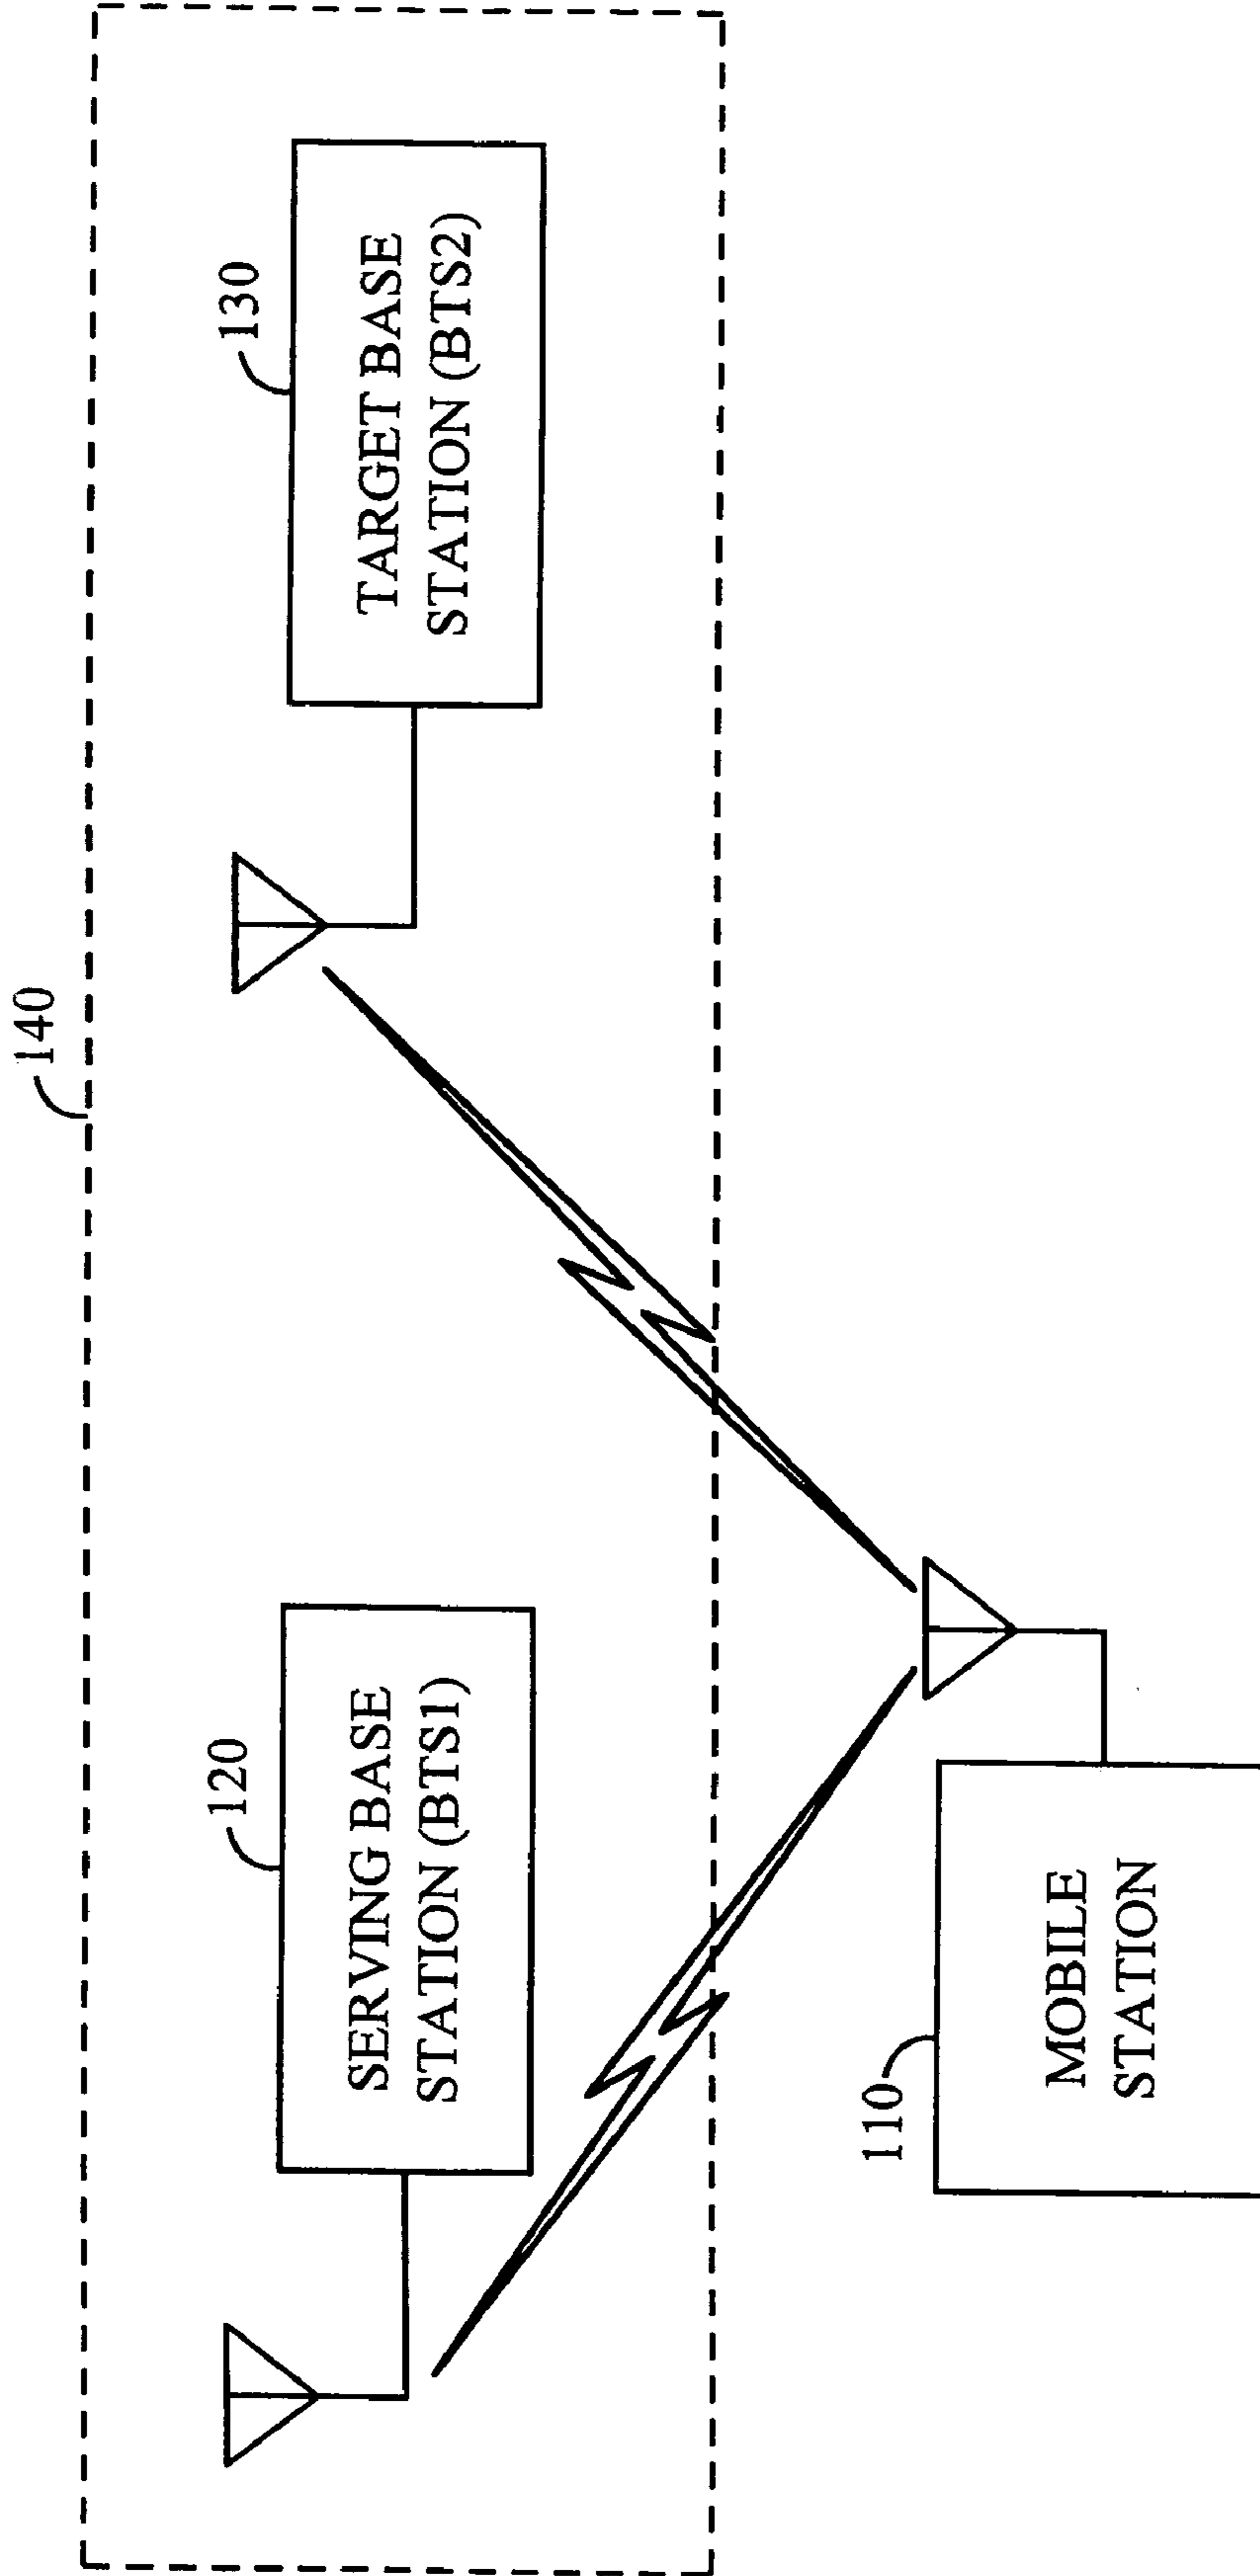 140
120
SERVING BASE
STATION (BTS1)
130
TARGET BASE
STATION (BTS2)
110
MOBILE
STATION